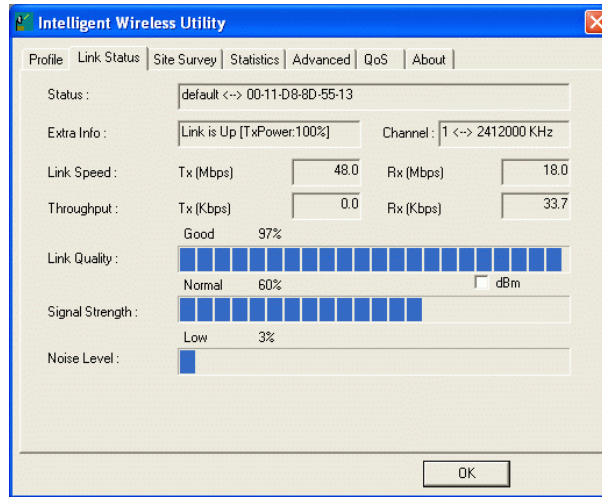 Intelligent Wireless Utility
Profile Link Status Site Survey Statistics Advanced QoS About
Status : default <--> 00-11-D8-8D-55-13
Extra Info : Link is Up [TxPower:100%] Channel : 1 <--> 2412000 KHz
Link Speed : Tx (Mbps) 48.0 Rx (Mbps) 18.0
Throughput : Tx (Kbps) 0.0 Rx (Kbps) 33.7
Good 97%
Link Quality :
Normal 60% dBm
Signal Strength :
Low 3%
Noise Level :
OK